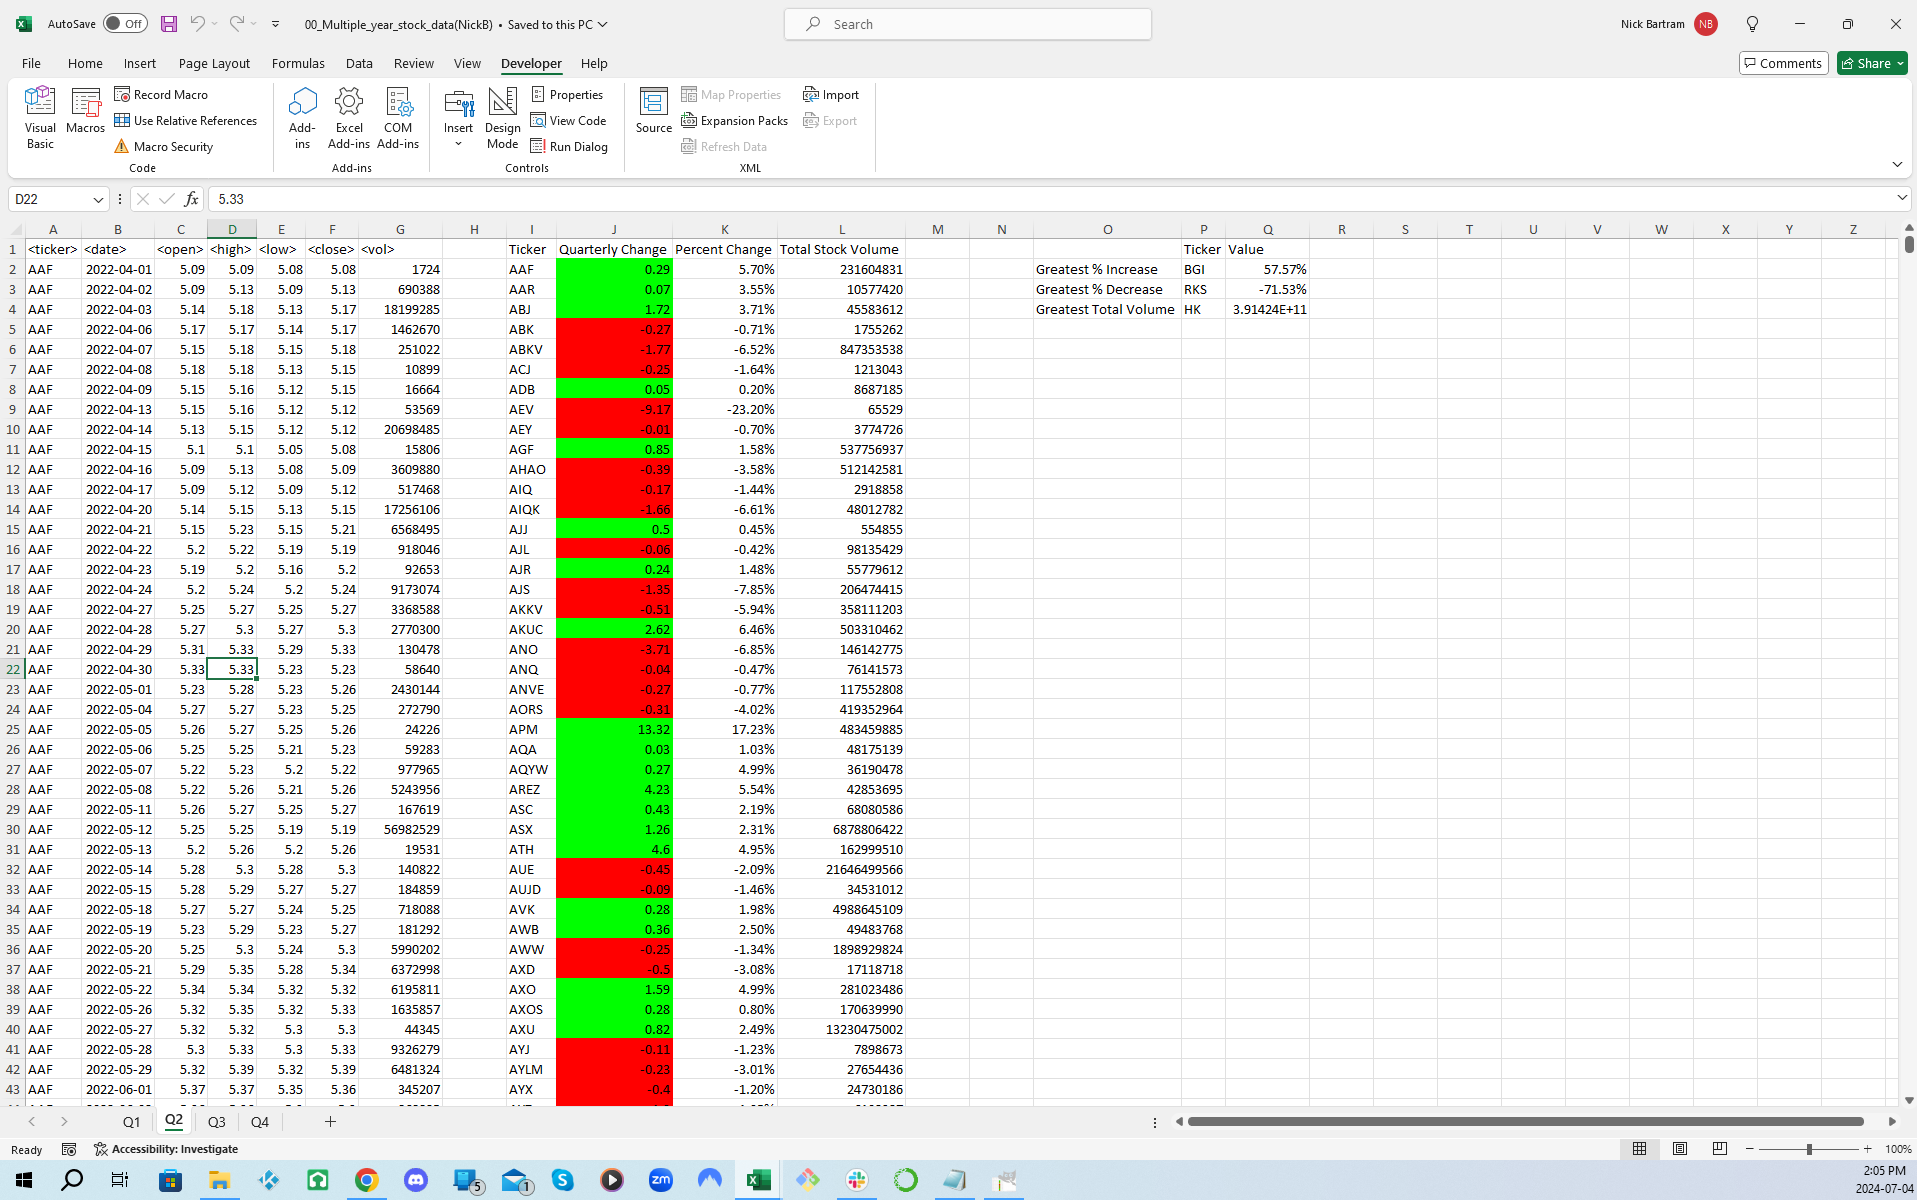 AutoSave Off 00_Multiple_year_stock_data(NickB) • Saved to this PC Search Nick Bartram NB
File Home Insert Page Layout Formulas Data Review View Developer Help Comments Share
Visual Basic Macros Record Macro Use Relative References Macro Security Code
Add-ins Excel Add-ins COM Add-ins Add-ins
Insert Design Mode Properties View Code Run Dialog Controls
Source Map Properties Expansion Packs Refresh Data Import Export XML
D22 fx 5.33
A B C D E F G H I J K L M N O P Q R S T U V W X Y Z
1 <ticker> <date> <open> <high> <low> <close> <vol> Ticker Quarterly Change Percent Change Total Stock Volume Ticker Value
2 AAF 2022-04-01 5.09 5.09 5.08 5.08 1724 AAF 0.29 5.70% 231604831 Greatest % Increase BGI 57.57%
3 AAF 2022-04-02 5.09 5.13 5.09 5.13 690388 AAR 0.07 3.55% 10577420 Greatest % Decrease RKS -71.53%
4 AAF 2022-04-03 5.14 5.18 5.13 5.17 18199285 ABJ 1.72 3.71% 45583612 Greatest Total Volume HK 3.91424E+11
5 AAF 2022-04-06 5.17 5.17 5.14 5.17 1462670 ABK -0.27 -0.71% 1755262
6 AAF 2022-04-07 5.15 5.18 5.15 5.18 251022 ABKV -1.77 -6.52% 847353538
7 AAF 2022-04-08 5.18 5.18 5.13 5.15 10899 ACJ -0.25 -1.64% 1213043
8 AAF 2022-04-09 5.15 5.16 5.12 5.15 16664 ADB 0.05 0.20% 8687185
9 AAF 2022-04-13 5.15 5.16 5.12 5.12 53569 AEV -9.17 -23.20% 65529
10 AAF 2022-04-14 5.13 5.15 5.12 5.12 20698485 AEY -0.01 -0.70% 3774726
11 AAF 2022-04-15 5.1 5.1 5.05 5.08 15806 AGF 0.85 1.58% 537756937
12 AAF 2022-04-16 5.09 5.13 5.08 5.09 3609880 AHAO -0.39 -3.58% 512142581
13 AAF 2022-04-17 5.09 5.12 5.09 5.12 517468 AIQ -0.17 -1.44% 2918858
14 AAF 2022-04-20 5.14 5.15 5.13 5.15 17256106 AIQK -1.66 -6.61% 48012782
15 AAF 2022-04-21 5.15 5.23 5.15 5.21 6568495 AJJ 0.5 0.45% 554855
16 AAF 2022-04-22 5.2 5.22 5.19 5.19 918046 AJL -0.06 -0.42% 98135429
17 AAF 2022-04-23 5.19 5.2 5.16 5.2 92653 AJR 0.24 1.48% 55779612
18 AAF 2022-04-24 5.2 5.24 5.2 5.24 9173074 AJS -1.35 -7.85% 206474415
19 AAF 2022-04-27 5.25 5.27 5.25 5.27 3368588 AKKV -0.51 -5.94% 358111203
20 AAF 2022-04-28 5.27 5.3 5.27 5.3 2770300 AKUC 2.62 6.46% 503310462
21 AAF 2022-04-29 5.31 5.33 5.29 5.33 130478 ANO -3.71 -6.85% 146142775
22 AAF 2022-04-30 5.33 5.33 5.23 5.23 58640 ANQ -0.04 -0.47% 76141573
23 AAF 2022-05-01 5.23 5.28 5.23 5.26 2430144 ANVE -0.27 -0.77% 117552808
24 AAF 2022-05-04 5.27 5.27 5.23 5.25 272790 AORS -0.31 -4.02% 419352964
25 AAF 2022-05-05 5.26 5.27 5.25 5.26 24226 APM 13.32 17.23% 483459885
26 AAF 2022-05-06 5.25 5.25 5.21 5.23 59283 AQA 0.03 1.03% 48175139
27 AAF 2022-05-07 5.22 5.23 5.2 5.22 977965 AQYW 0.27 4.99% 36190478
28 AAF 2022-05-08 5.22 5.26 5.21 5.26 5243956 AREZ 4.23 5.54% 42853695
29 AAF 2022-05-11 5.26 5.27 5.25 5.27 167619 ASC 0.43 2.19% 68080586
30 AAF 2022-05-12 5.25 5.25 5.19 5.19 56982529 ASX 1.26 2.31% 6878806422
31 AAF 2022-05-13 5.2 5.26 5.2 5.26 19531 ATH 4.6 4.95% 162999510
32 AAF 2022-05-14 5.28 5.3 5.28 5.3 140822 AUE -0.45 -2.09% 21646499566
33 AAF 2022-05-15 5.28 5.29 5.27 5.27 184859 AUJD -0.09 -1.46% 34531012
34 AAF 2022-05-18 5.27 5.27 5.24 5.25 718088 AVK 0.28 1.98% 4988645109
35 AAF 2022-05-19 5.23 5.29 5.23 5.27 181292 AWB 0.36 2.50% 49483768
36 AAF 2022-05-20 5.25 5.3 5.24 5.3 5990202 AWW -0.25 -1.34% 1898929824
37 AAF 2022-05-21 5.29 5.35 5.28 5.34 6372998 AXD -0.5 -3.08% 17118718
38 AAF 2022-05-22 5.34 5.34 5.32 5.32 6195811 AXO 1.59 4.99% 281023486
39 AAF 2022-05-26 5.32 5.35 5.32 5.33 1635857 AXOS 0.28 0.80% 170639990
40 AAF 2022-05-27 5.32 5.32 5.3 5.3 44345 AXU 0.82 2.49% 13230475002
41 AAF 2022-05-28 5.3 5.33 5.3 5.33 9326279 AYJ -0.11 -1.23% 7898673
42 AAF 2022-05-29 5.32 5.39 5.32 5.39 6481324 AYLM -0.23 -3.01% 27654436
43 AAF 2022-06-01 5.37 5.37 5.35 5.36 345207 AYX -0.4 -1.20% 24730186
Q1 Q2 Q3 Q4
Ready Accessibility: Investigate 100%
5 1 zm 2:05 PM
2024-07-04